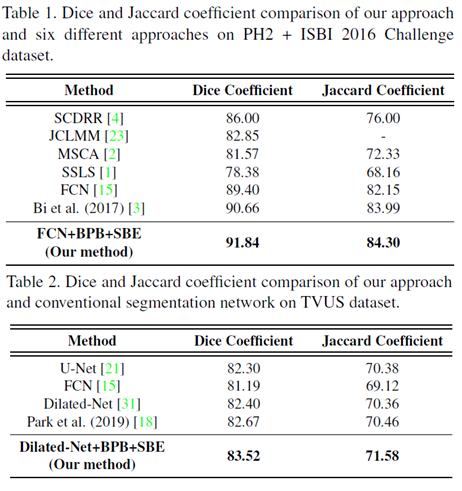 Table 1. Dice and Jaccard coefficient comparison of our approach
and six different approaches on PH2 + ISBI 2016 Challenge
dataset.
Method Dice Coefficient Jaccard Coefficient
SCDRR [4] 86.00 76.00
JCLMM [23] 82.85 -
MSCA [2] 81.57 72.33
SSLS [1] 78.38 68.16
FCN [15] 89.40 82.15
Bi et al. (2017) [3] 90.66 83.99
FCN+BPB+SBE
(Our method) 91.84 84.30
Table 2. Dice and Jaccard coefficient comparison of our approach
and conventional segmentation network on TVUS dataset.
Method Dice Coefficient Jaccard Coefficient
U-Net [21] 82.30 70.38
FCN [15] 81.19 69.12
Dilated-Net [31] 82.40 70.36
Park et al. (2019) [18] 82.67 70.46
Dilated-Net+BPB+SBE
(Our method) 83.52 71.58